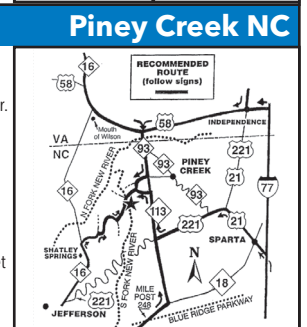 Piney Creek NC
r.
et
RECOMMENDED
ROUTE
(follow signs)
16
58
Mouth
of Wilson
58
INDEPENDENCE
VA
NC
93
93
PINEY
CREEK
93
221
21
77
N FORK NEW RIVER
16
113
221
21
SPARTA
SHATLEY
SPRINGS
16
S FORK NEW RIVER
N
MILE
POST
248
18
221
JEFFERSON
BLUE RIDGE PARKWAY